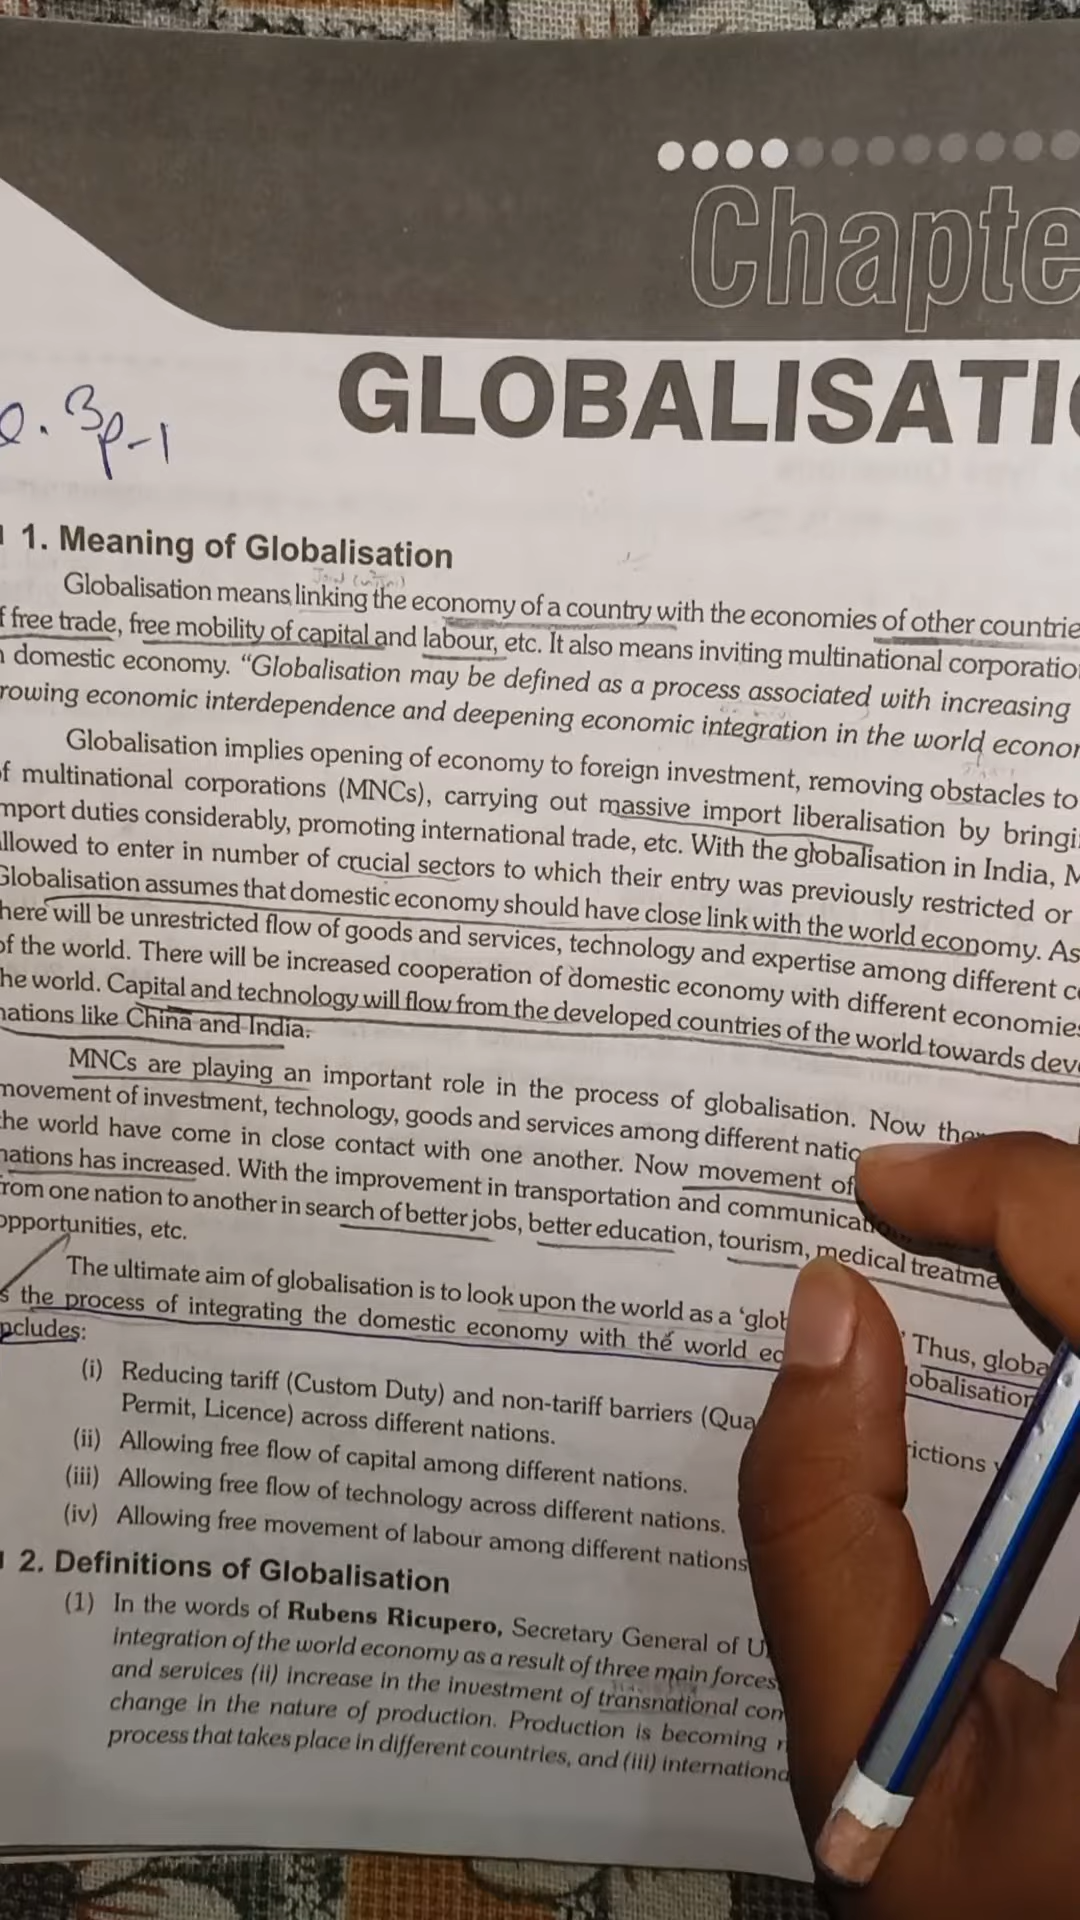 Chapte
GLOBALISATI
3p-1
1. Meaning of Globalisation
Globalisation means linking the economy of a country with the economies of other countrie
free trade, free mobility of capital and labour, etc. It also means inviting multinational corporatio
domestic economy. “Globalisation may be defined as a process associated with increasing
rowing economic interdependence and deepening economic integration in the world econor
Globalisation implies opening of economy to foreign investment, removing obstacles to
f multinational corporations (MNCs), carrying out massive import liberalisation by bringi
mport duties considerably, promoting international trade, etc. With the globalisation in India, M
llowed to enter in number of crucial sectors to which their entry was previously restricted or
Globalisation assumes that domestic economy should have close link with the world economy. As
here will be unrestricted flow of goods and services, technology and expertise among different c
of the world. There will be increased cooperation of domestic economy with different economies
he world. Capital and technology will flow from the developed countries of the world towards deve
nations like China and India.
MNCs are playing an important role in the process of globalisation. Now ther
movement of investment, technology, goods and services among different natio
he world have come in close contact with one another. Now movement of
nations has increased. With the improvement in transportation and communicatio
from one nation to another in search of better jobs, better education, tourism, medical treatme
opportunities, etc.
The ultimate aim of globalisation is to look upon the world as a ‘glob ’ Thus, globa
s the process of integrating the domestic economy with the world ec obalisation
ncludes:
(i) Reducing tariff (Custom Duty) and non-tariff barriers (Qua rictions
Permit, Licence) across different nations.
(ii) Allowing free flow of capital among different nations.
(iii) Allowing free flow of technology across different nations.
(iv) Allowing free movement of labour among different nations
2. Definitions of Globalisation
(1) In the words of Rubens Ricupero, Secretary General of U
integration of the world economy as a result of three main forces
and services (ii) increase in the investment of transnational com
change in the nature of production. Production is becoming
process that takes place in different countries, and (iii) internationa